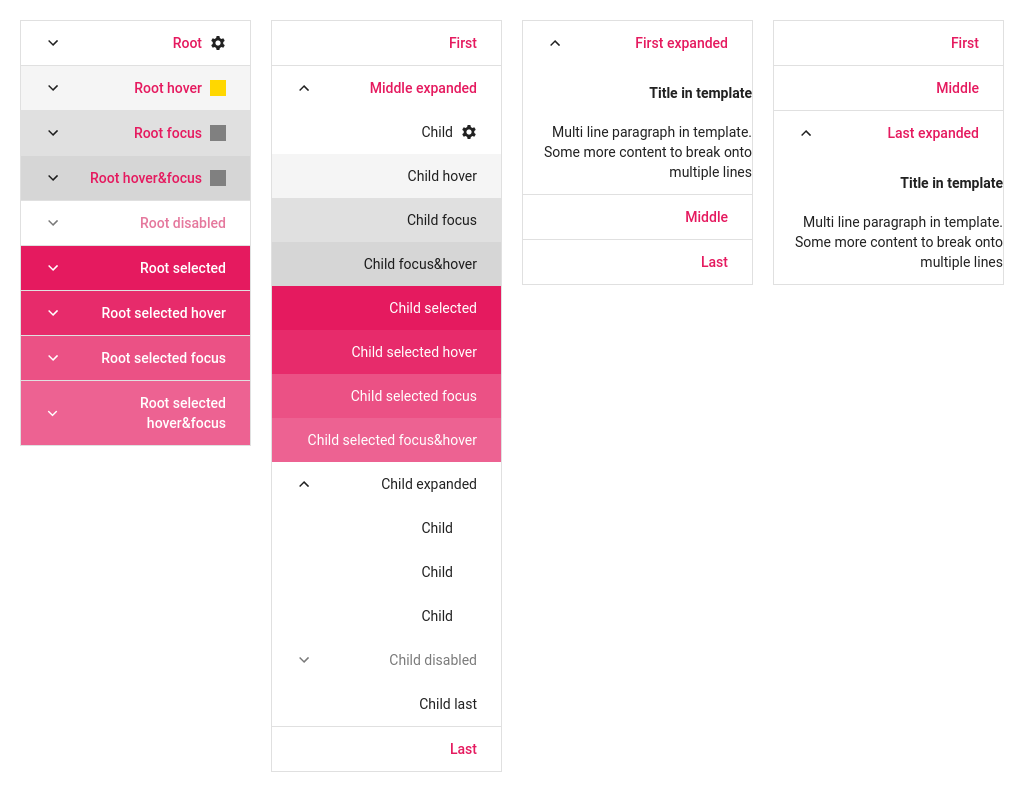 Root
Root hover
Root focus
Root hover&focus
Root disabled
Root selected
Root selected hover
Root selected focus
Root selected
hover&focus
First
Middle expanded
Child
Child hover
Child focus
Child focus&hover
Child selected
Child selected hover
Child selected focus
Child selected focus&hover
Child expanded
Child
Child
Child
Child disabled
Child last
Last
First expanded
Title in template
Multi line paragraph in template.
Some more content to break onto
multiple lines
Middle
Last
First
Middle
Last expanded
Title in template
Multi line paragraph in template.
Some more content to break onto
multiple lines